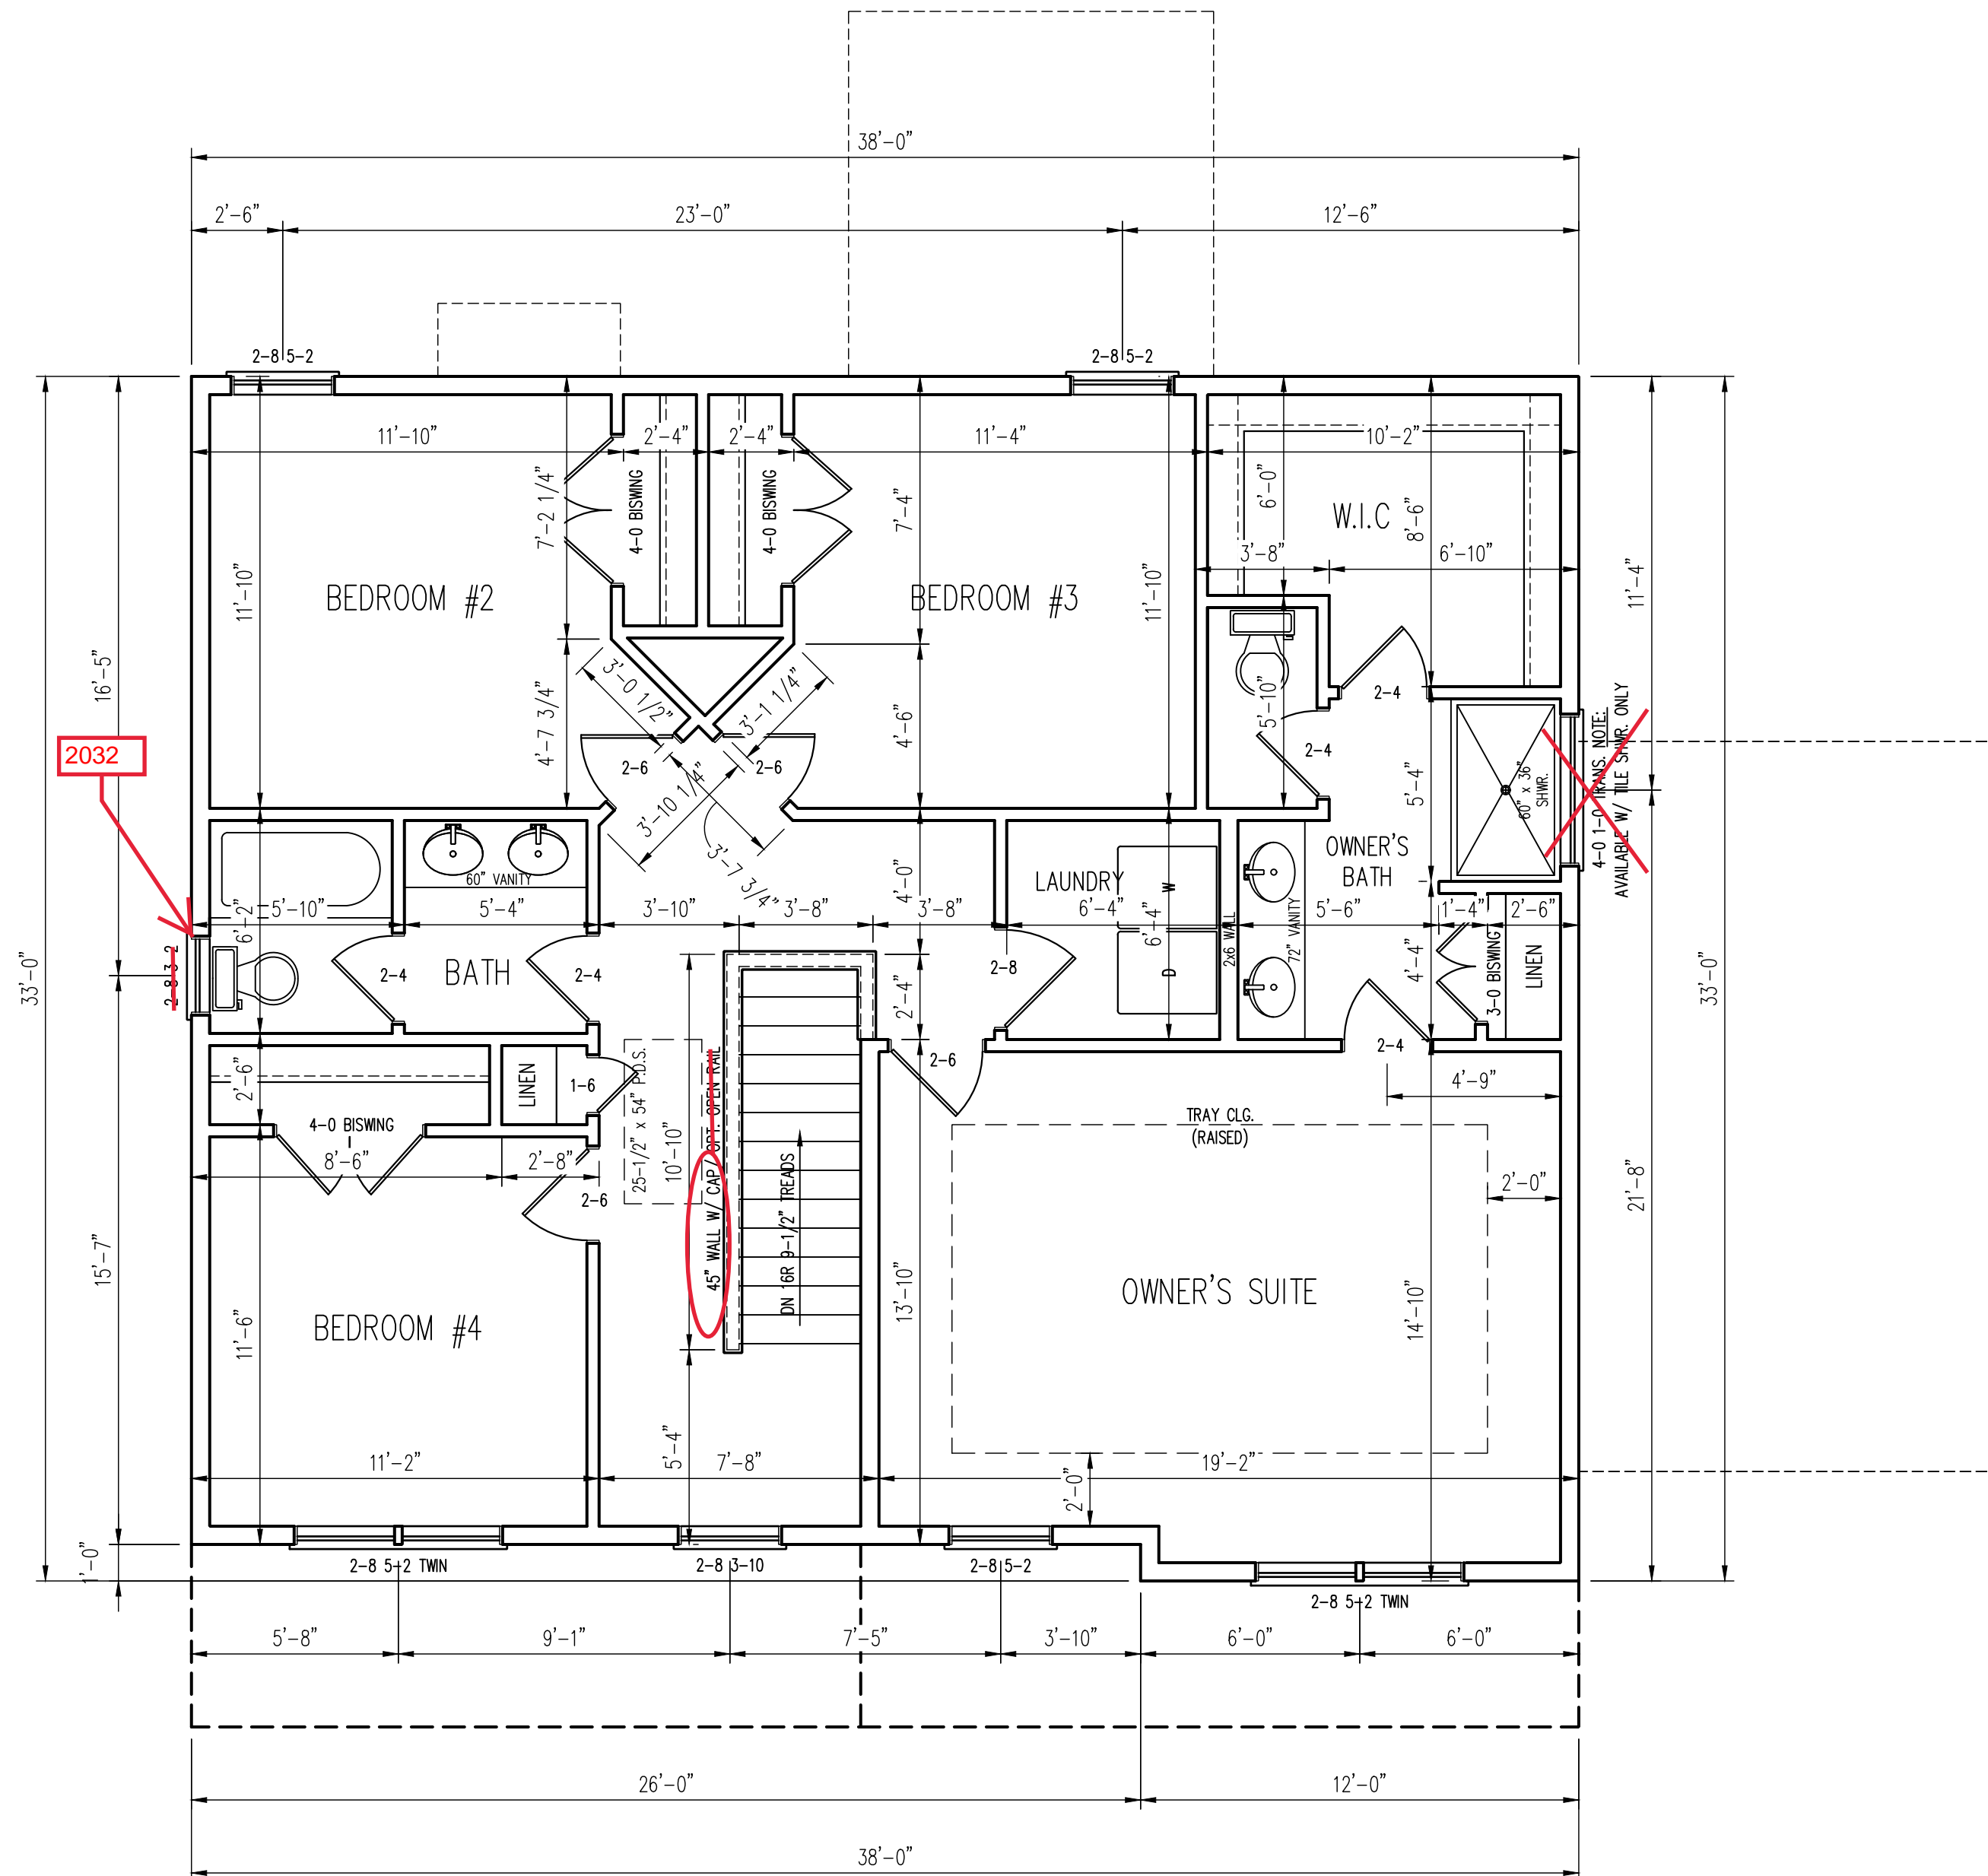 38'-0"
2'-6"
23'-0"
12'-6"
2-8 5-2
2-8 5-2
11'-10"
2'-4"
2'-4"
11'-4"
10'-2"
7'-2 1/4"
4-0 BISWING
4-0 BISWING
7'-4"
6'-0"
W.I.C
8'-6"
3'-8"
6'-10"
11'-10"
BEDROOM #2
BEDROOM #3
11'-10"
11'-4"
16'-5"
3'-0 1/2"
3'-1 1/4"
4'-7 3/4"
4'-6"
5'-10"
2-4
2-4
2032
2-6
2-6
3'-10 1/4"
3'-7 3/4"
5'-4"
60" x 36"
SHWR.
4-0 1-0 TRANS. NOTE:
AVAILABLE W/ TILE SHWR. ONLY
60" VANITY
OWNER'S
BATH
LAUNDRY
W
4'-0"
6'-2"
5'-10"
5'-4"
3'-10"
3'-8"
3'-8"
6'-4"
6'-4"
2x6 WALL
72" VANITY
5'-6"
1'-4"
2'-6"
33'-0"
2-8 3-2
2-4
BATH
2-4
2-8
D
4'-4"
3-0 BISWING
LINEN
33'-0"
2'-4"
2'-6"
LINEN
1-6
25-1/2" x 54" P.D.S.
10'-10"
45" WALL W/ CAP/ OPT. OPEN RAIL
DN 16R 9-1/2" TREADS
2-6
2-4
4'-9"
TRAY CLG.
(RAISED)
4-0 BISWING
8'-6"
2'-8"
2-6
2'-0"
21'-8"
15'-7"
11'-6"
BEDROOM #4
13'-10"
OWNER'S SUITE
14'-10"
11'-2"
5'-4"
7'-8"
19'-2"
2'-0"
1'-0"
2-8 5-2 TWIN
2-8 3-10
2-8 5-2
2-8 5-2 TWIN
5'-8"
9'-1"
7'-5"
3'-10"
6'-0"
6'-0"
26'-0"
12'-0"
38'-0"